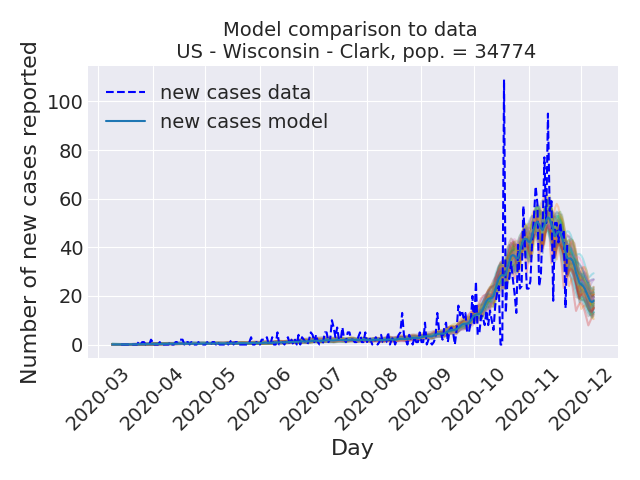 Model comparison to data
US - Wisconsin - Clark, pop. = 34774
Number of new cases reported
new cases data
new cases model
100
80
60
40
20
0
2020-03
2020-04
2020-05
2020-06
2020-07
2020-08
2020-09
2020-10
2020-11
2020-12
Day